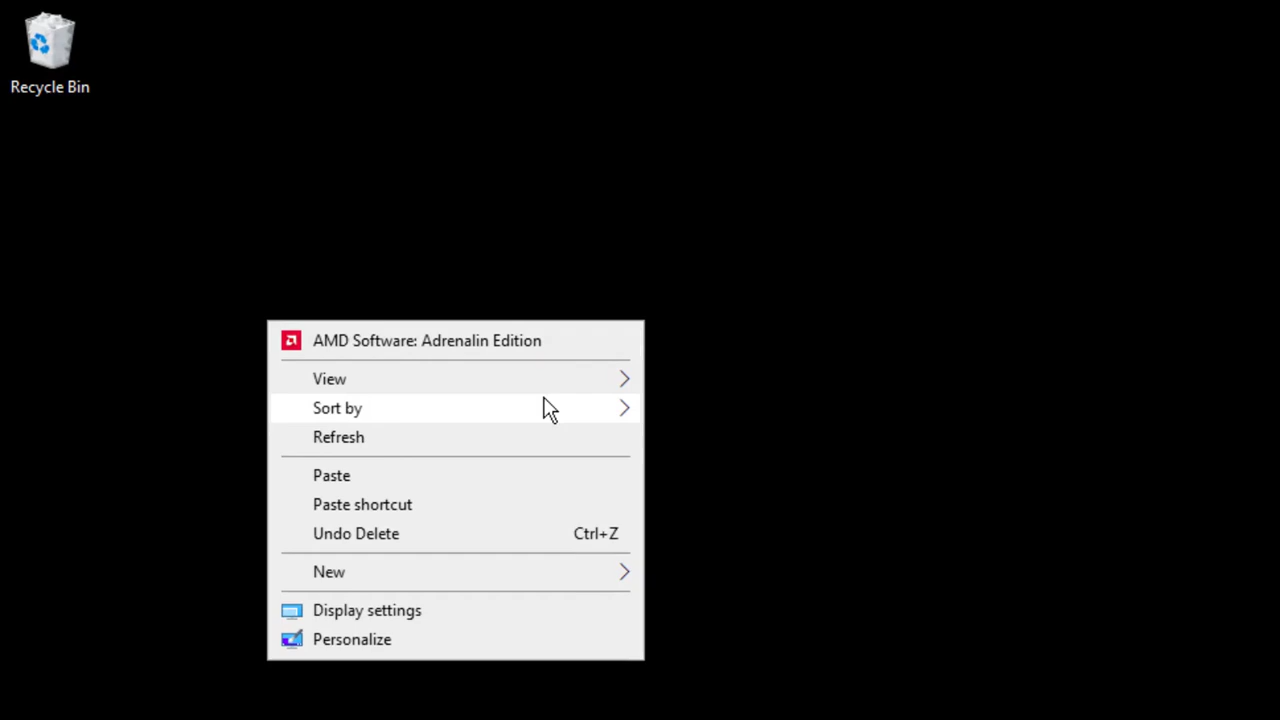 Recycle Bin
AMD Software: Adrenalin Edition
View
Sort by
Refresh
Paste
Paste shortcut
Undo Delete Ctrl+Z
New
Display settings
Personalize